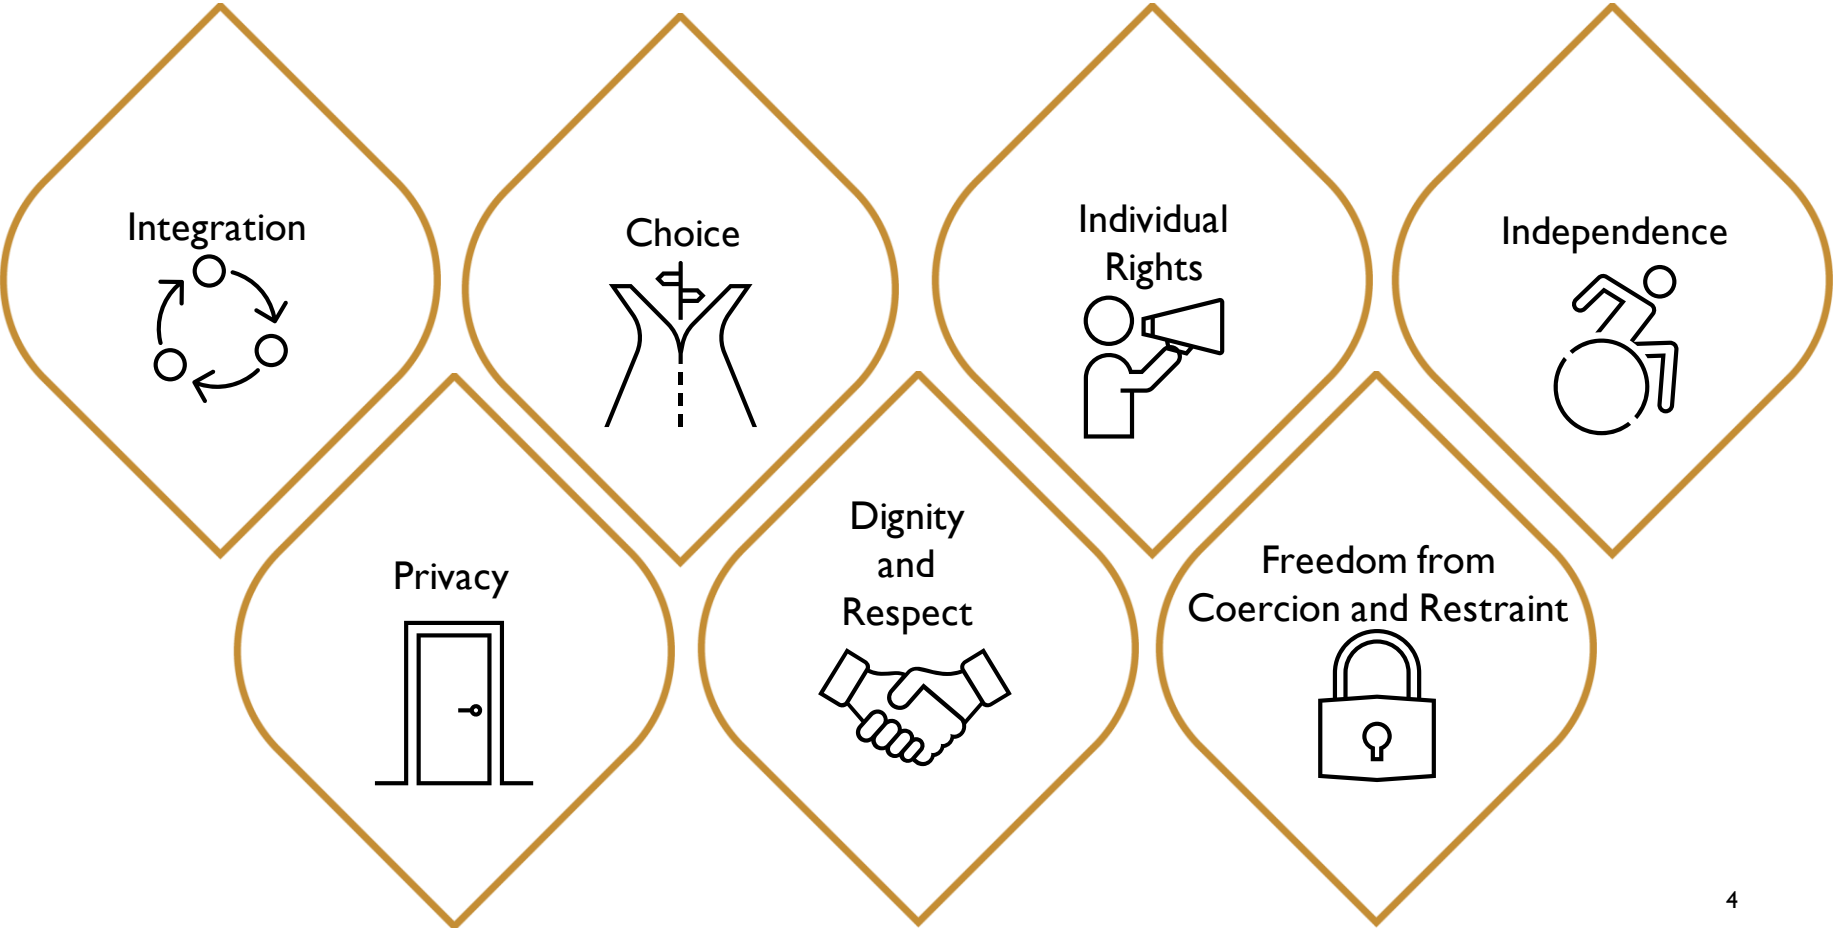 Integration
Choice
Individual
Rights
Independence
Privacy
Dignity
and
Respect
Freedom from
Coercion and Restraint
4